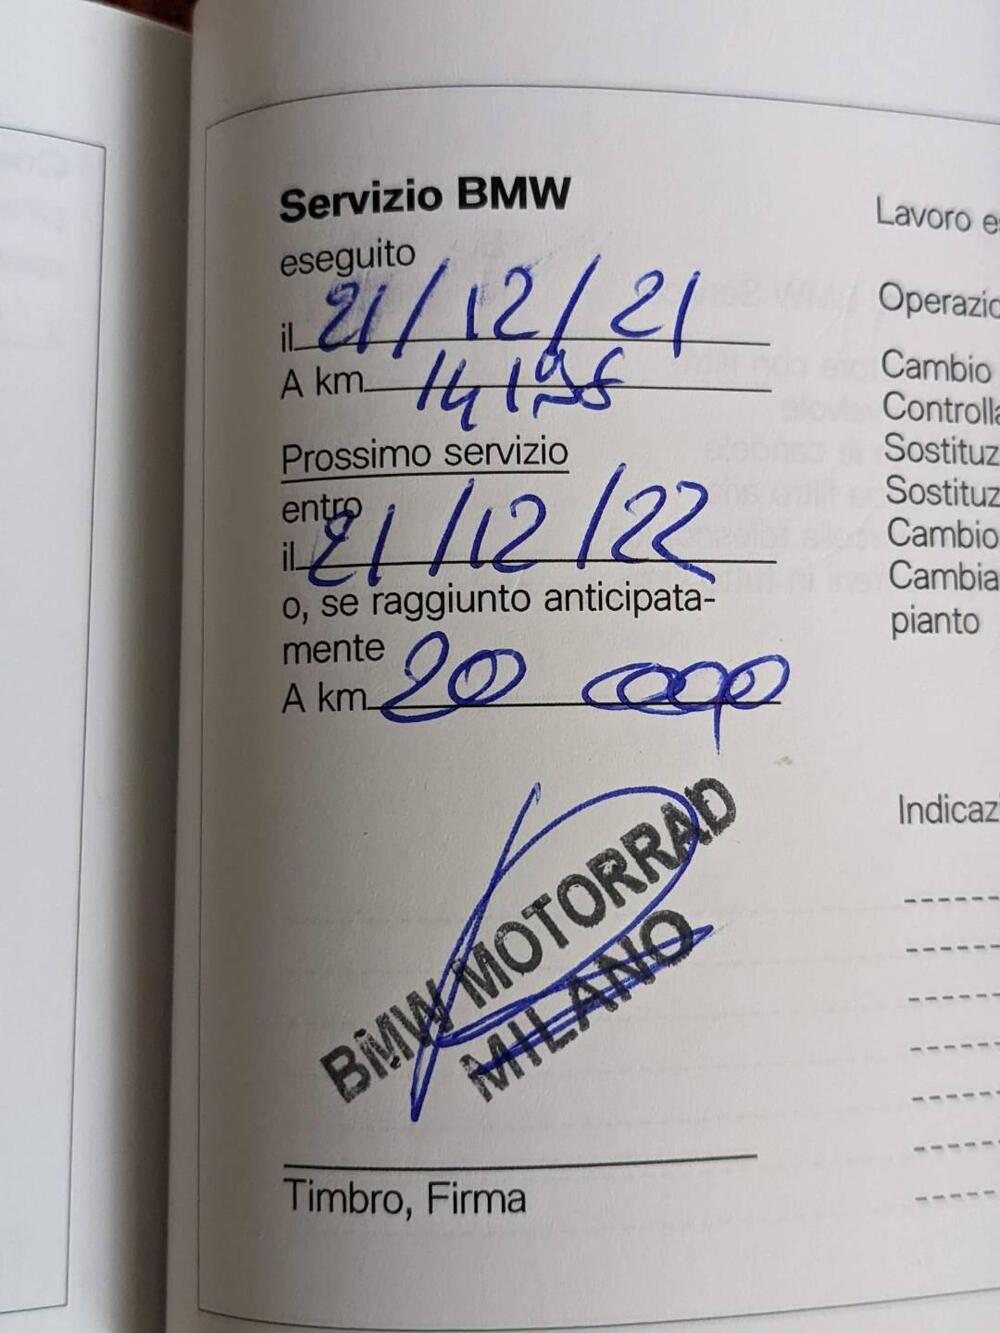 Servizio BMW
eseguito
il 21/12/21
A km 14196
Prossimo servizio
entro
il 21/12/22
o, se raggiunto anticipata-
mente
A km 20 000
BMW MOTORRAD
MILANO
Timbro, Firma
Lavoro
Operazio
Cambio
Controlla
Sostituz
Sostituz
Cambio
Cambia
pianto
Indicaz